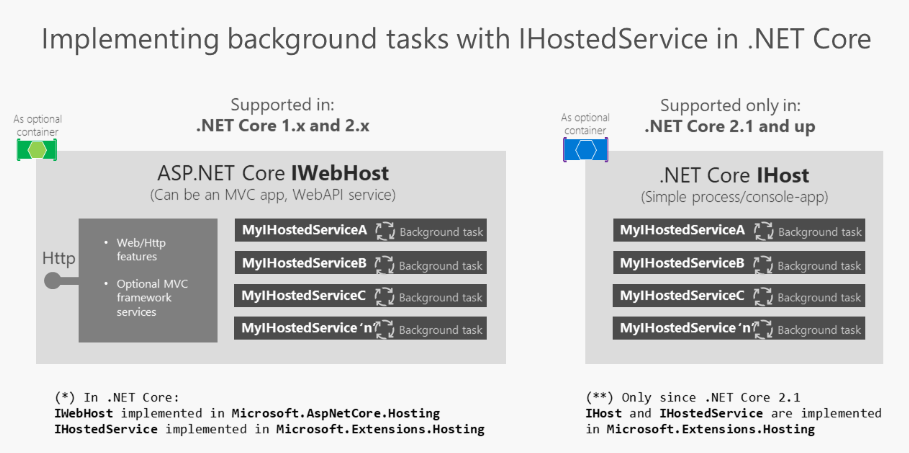 Implementing background tasks with IHostedService in .NET Core
Supported in:
.NET Core 1.x and 2.x
As optional
container
ASP.NET Core IWebHost
(Can be an MVC app, WebAPI service)
Http
• Web/Http
features
• Optional MVC
framework
services
MyIHostedServiceA Background task
MyIHostedServiceB Background task
MyIHostedServiceC Background task
MyIHostedService ‘n’ Background task
(*) In .NET Core:
IWebHost implemented in Microsoft.AspNetCore.Hosting
IHostedService implemented in Microsoft.Extensions.Hosting
Supported only in:
.NET Core 2.1 and up
As optional
container
.NET Core IHost
(Simple process/console-app)
MyIHostedServiceA Background task
MyIHostedServiceB Background task
MyIHostedServiceC Background task
MyIHostedService ‘n’ Background task
(**) Only since .NET Core 2.1
IHost and IHostedService are implemented
in Microsoft.Extensions.Hosting